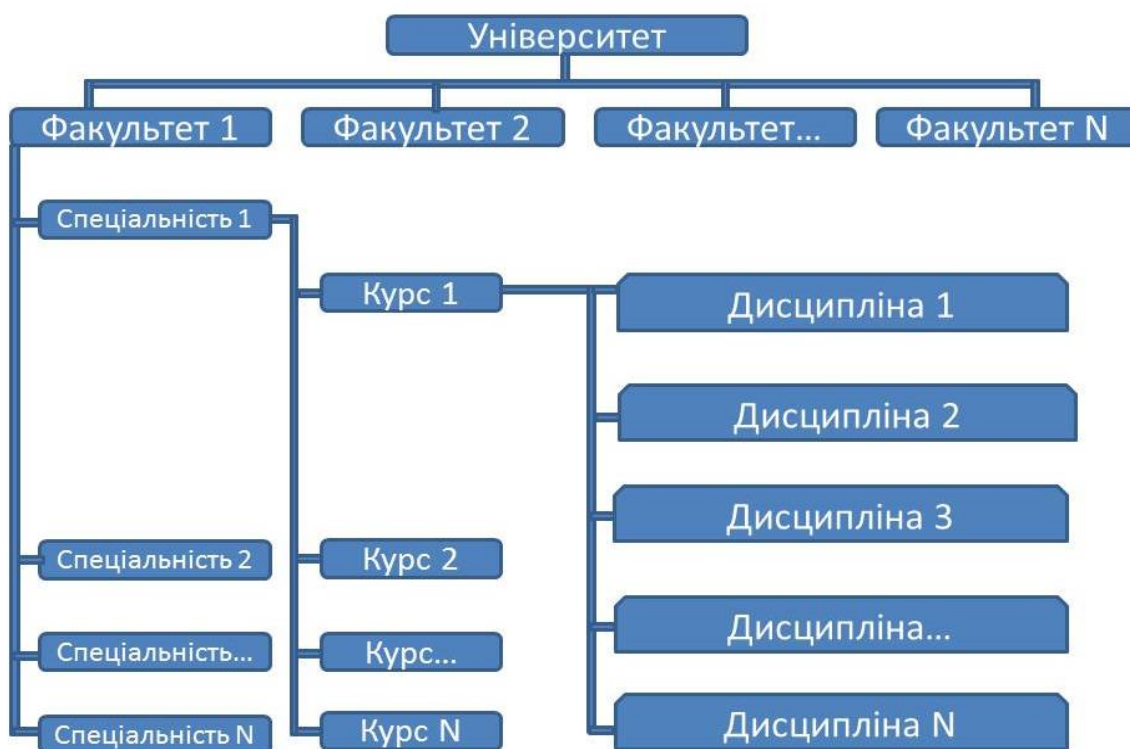 Університет
Факультет 1
Факультет 2
Факультет...
Факультет N
Спеціальність 1
Курс 1
Дисципліна 1
Дисципліна 2
Дисципліна 3
Спеціальність 2
Курс 2
Дисципліна...
Спеціальність...
Курс...
Спеціальність N
Курс N
Дисципліна N